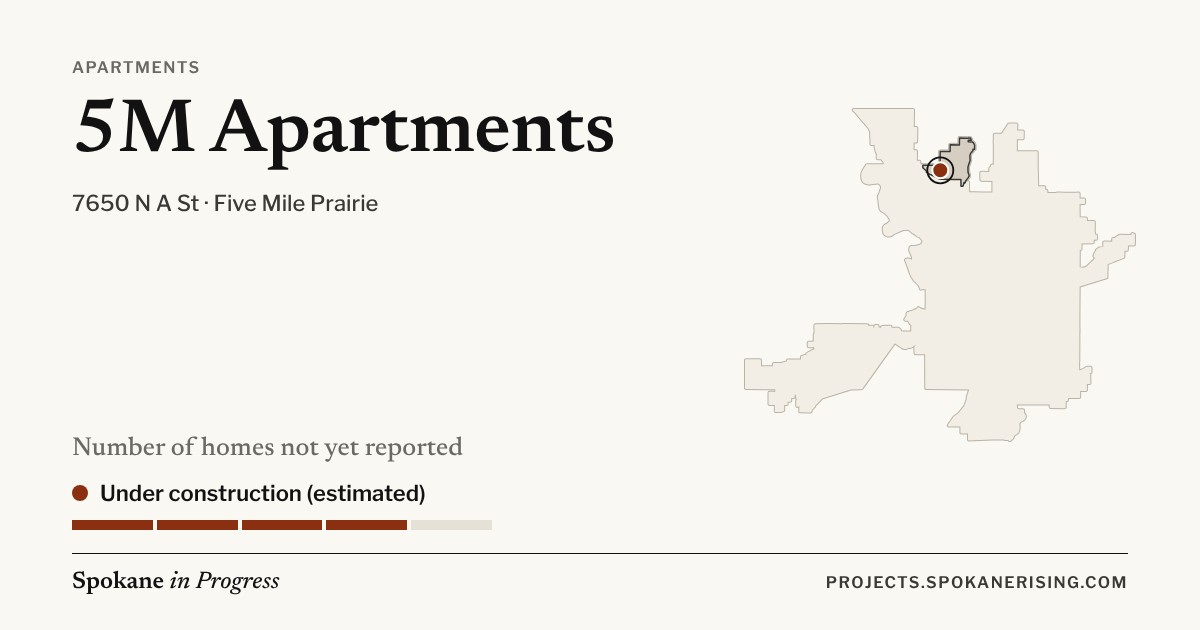 APARTMENTS
5M Apartments
7650 N A St · Five Mile Prairie
Number of homes not yet reported
Under construction (estimated)
Spokane in Progress
PROJECTS.SPOKANERISING.COM